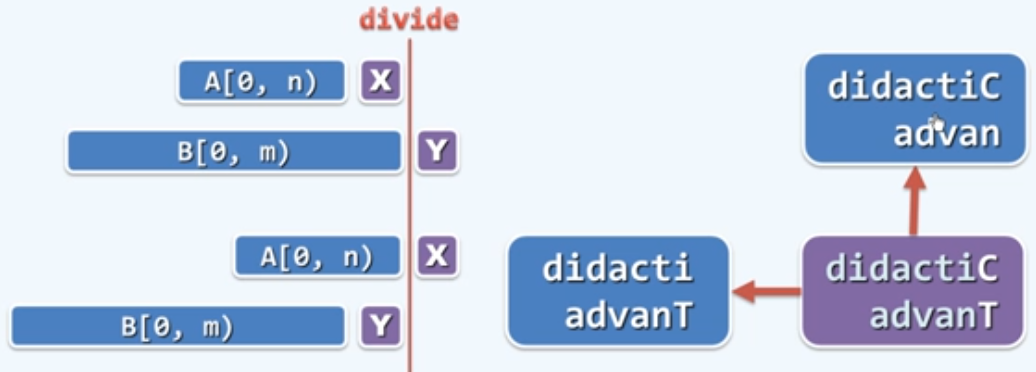 divide
A[0, n) X
B[0, m) Y
A[0, n) X
B[0, m) Y
didactiC
advan
didacti
advanT
didactiC
advanT